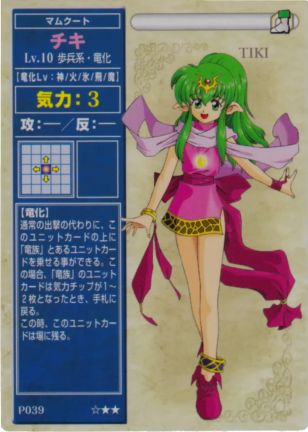 マムクート
チキ
Lv.10 歩兵系・竜化
【竜化Lv：神/火/氷/飛/魔】
気力：3
攻：―／反：―
TIKI
【竜化】
通常の出撃の代わりに、こ
のユニットカードの上に
「竜族」とあるユニットカー
ドを乗せる事ができる。こ
の場合、「竜族」のユニット
カードは気力チップが1～
2枚となったとき、手札に
戻る。
この時、このユニットカー
ドは場に残る。
P039
☆★★